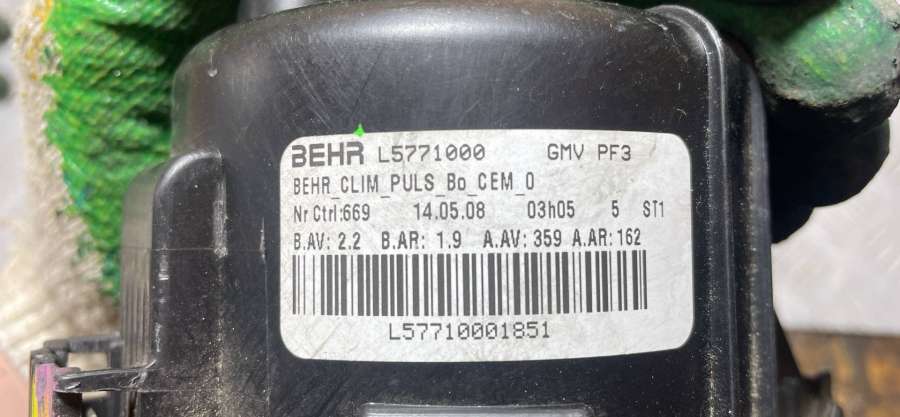 BEHR L5771000 GMV PF3
BEHR_CLIM_PULS_Bo_CEM_0
Nr Ctrl:669 14.05.08 03h05 5 ST1
B.AV: 2.2 B.AR: 1.9 A.AV: 359 A.AR: 162
L57710001851